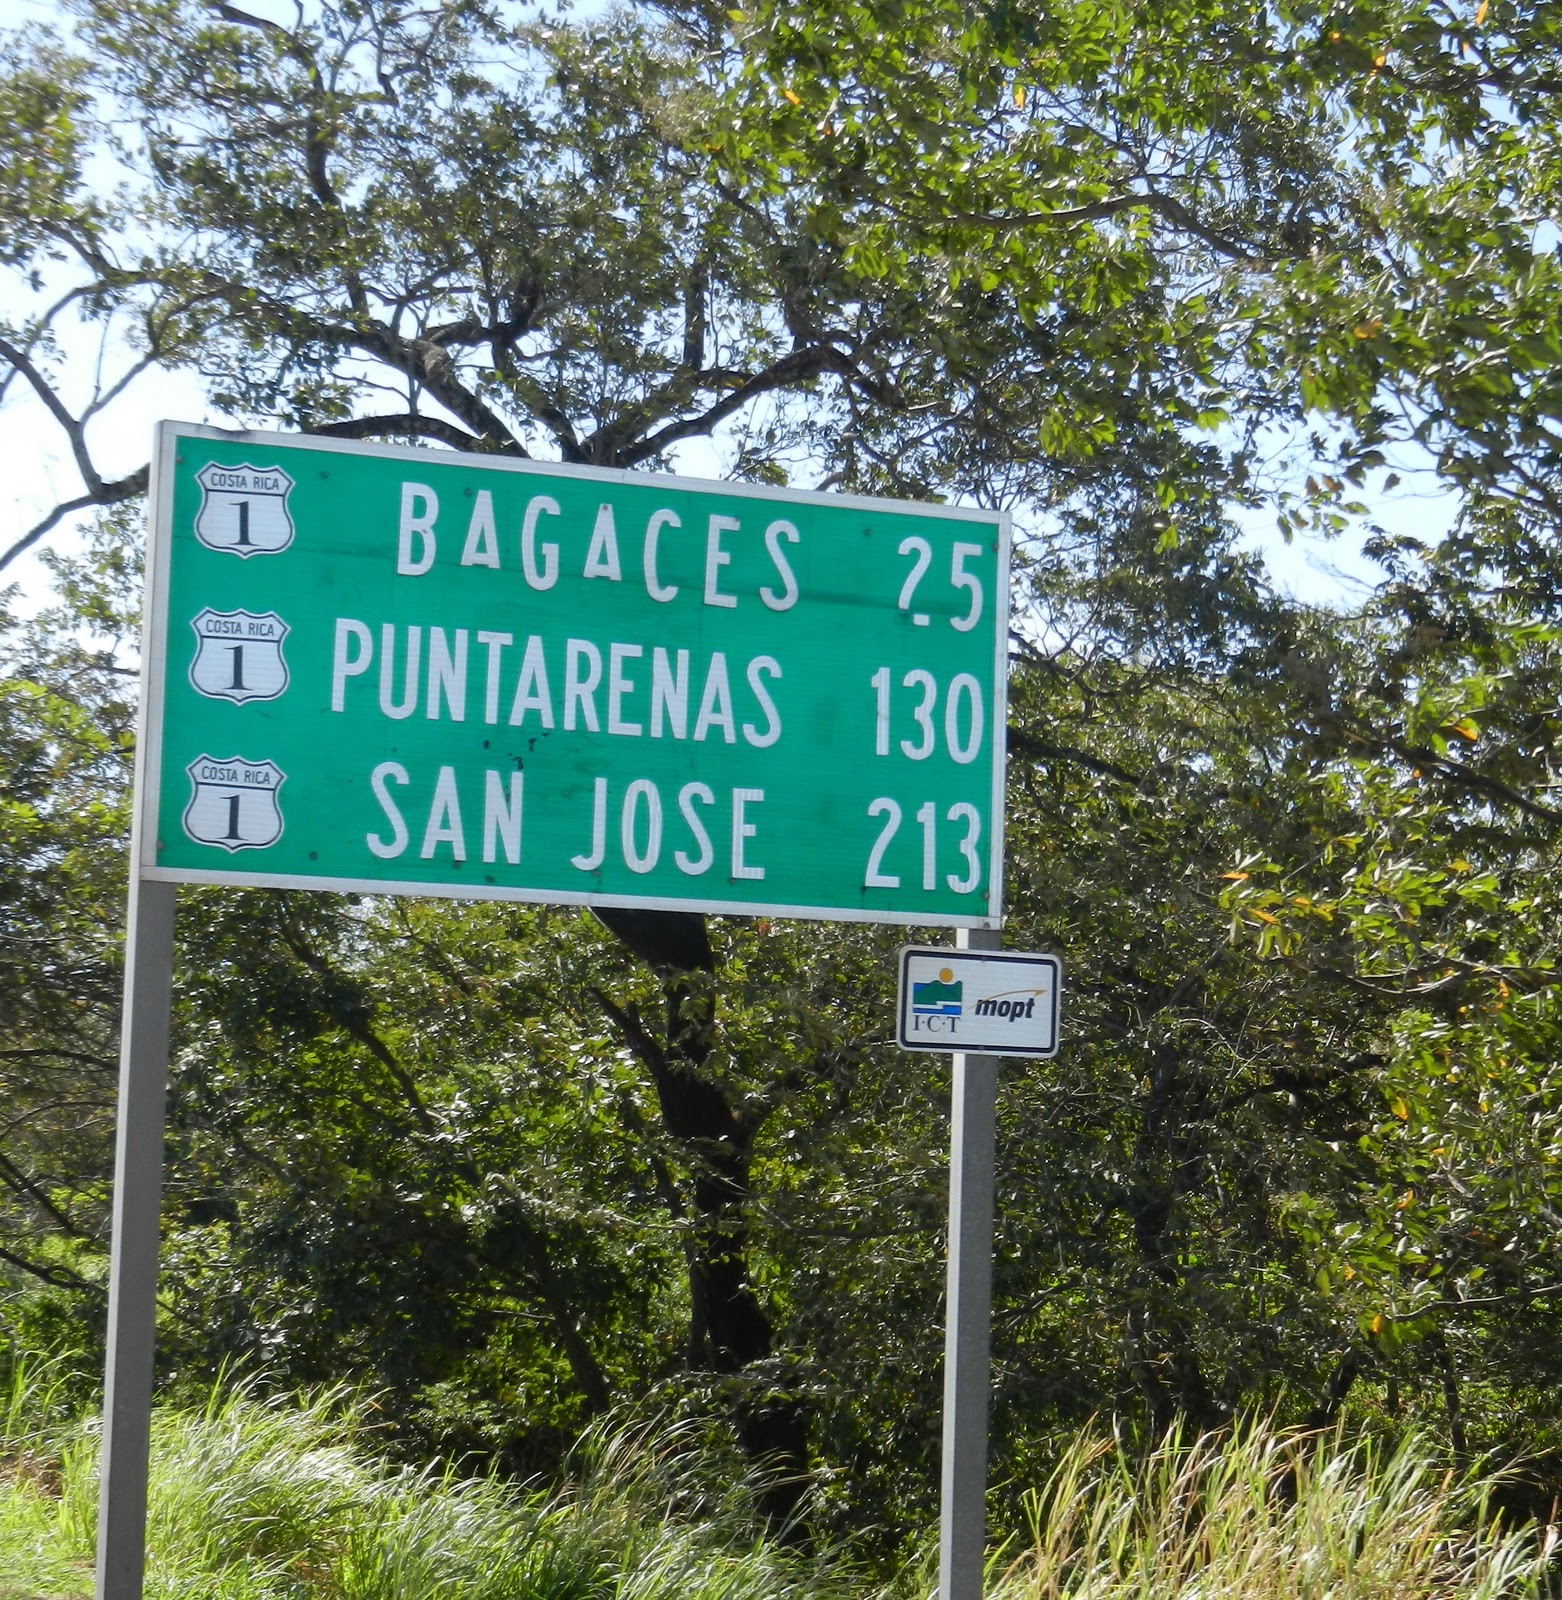 COSTA RICA
1 BAGACES 25
COSTA RICA
1 PUNTARENAS 130
COSTA RICA
1 SAN JOSE 213
I·C·T mopt